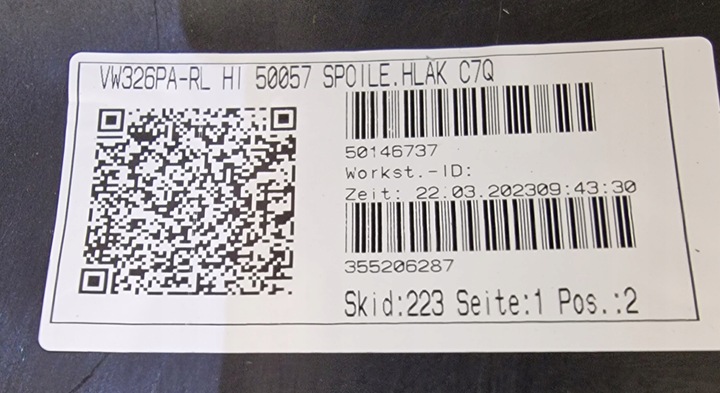 VW326PA-RL HI 50057 SPOILE.HLAK C7Q
50146737
Workst.-ID:
Zeit: 22.03.202309:43:30
355206287
Skid:223 Seite:1 Pos.:2